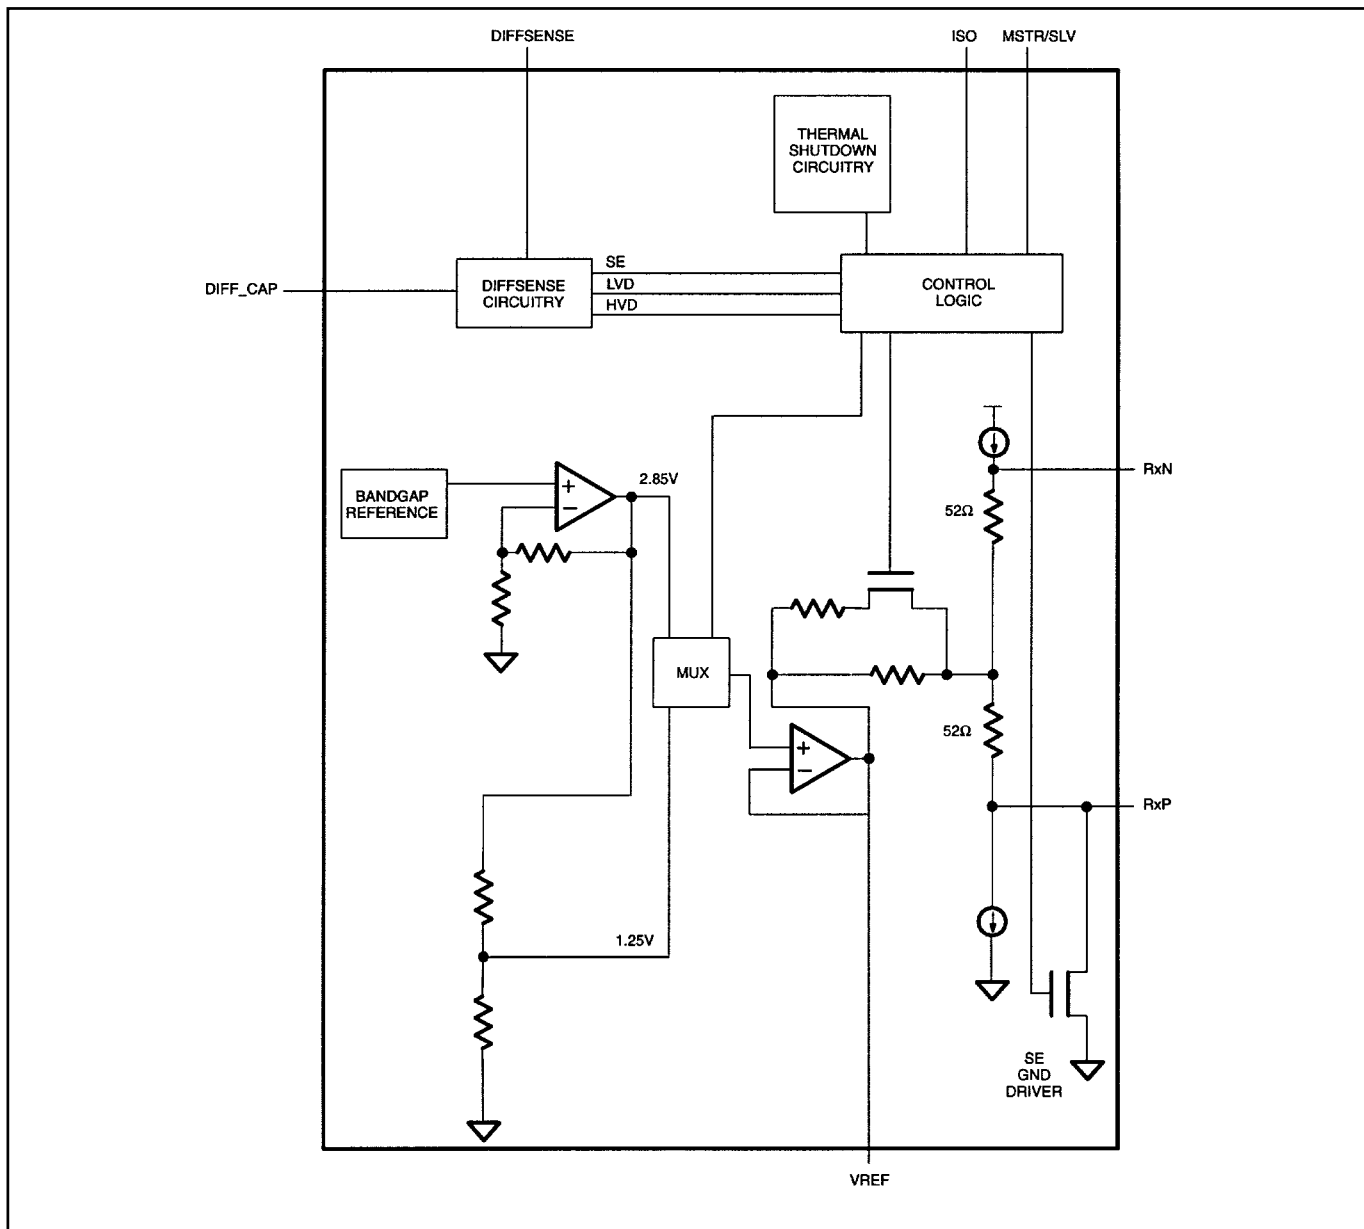 DIFFSENSE
ISO
MSTR/SLV
THERMAL
SHUTDOWN
CIRCUITRY
DIFF_CAP
DIFFSENSE
CIRCUITRY
SE
LVD
HVD
CONTROL
LOGIC
RxN
BANDGAP
REFERENCE
+
−
2.85V
52Ω
MUX
52Ω
+
−
RxP
1.25V
SE
GND
DRIVER
VREF